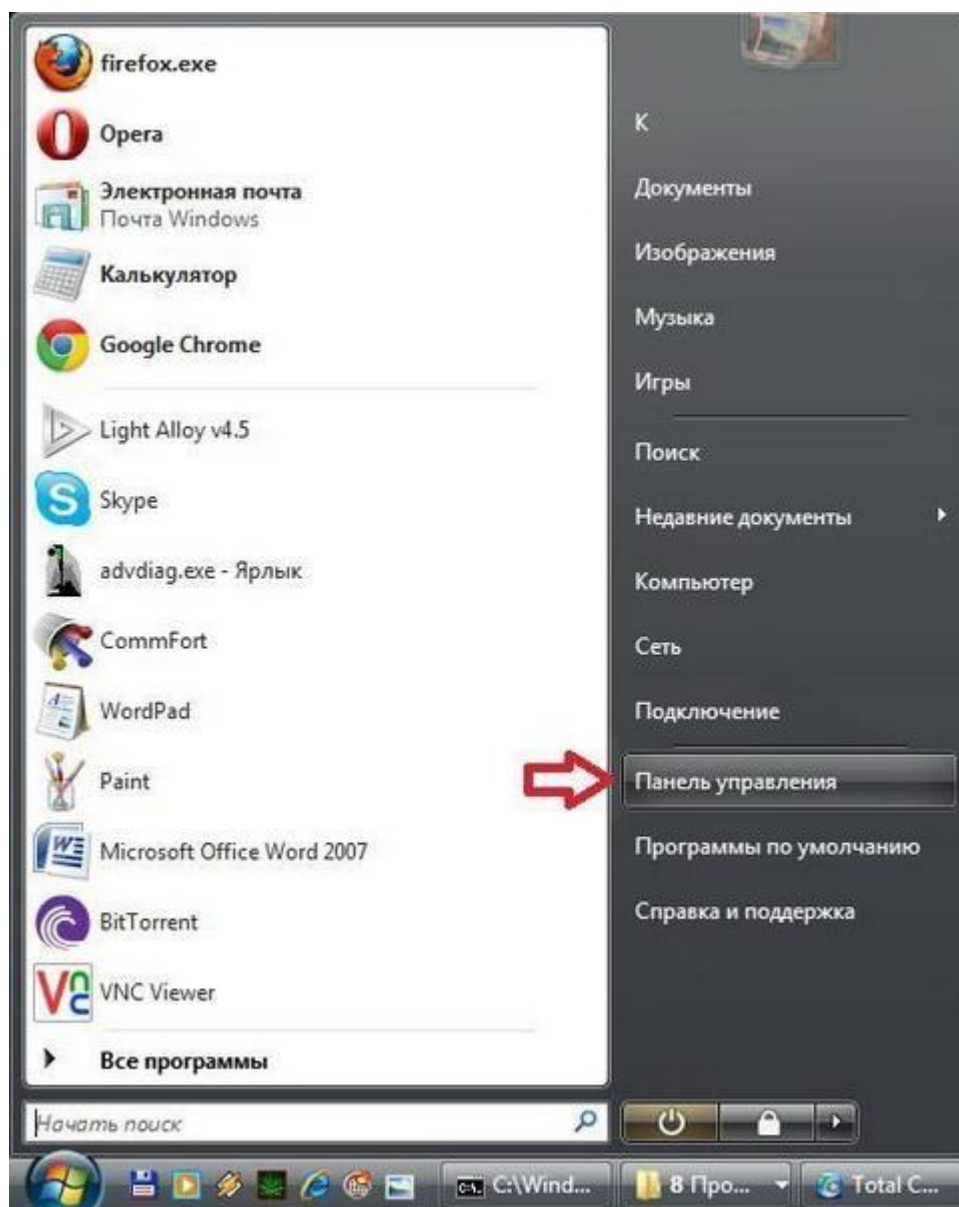 firefox.exe
Opera
Электронная почта
Почта Windows
Калькулятор
Google Chrome
Light Alloy v4.5
Skype
advdiag.exe - Ярлык
CommFort
WordPad
Paint
Microsoft Office Word 2007
BitTorrent
VNC Viewer
Все программы
Начать поиск
К
Документы
Изображения
Музыка
Игры
Поиск
Недавние документы
Компьютер
Сеть
Подключение
Панель управления
Программы по умолчанию
Справка и поддержка
C:\Wind...
8 Про...
Total C...